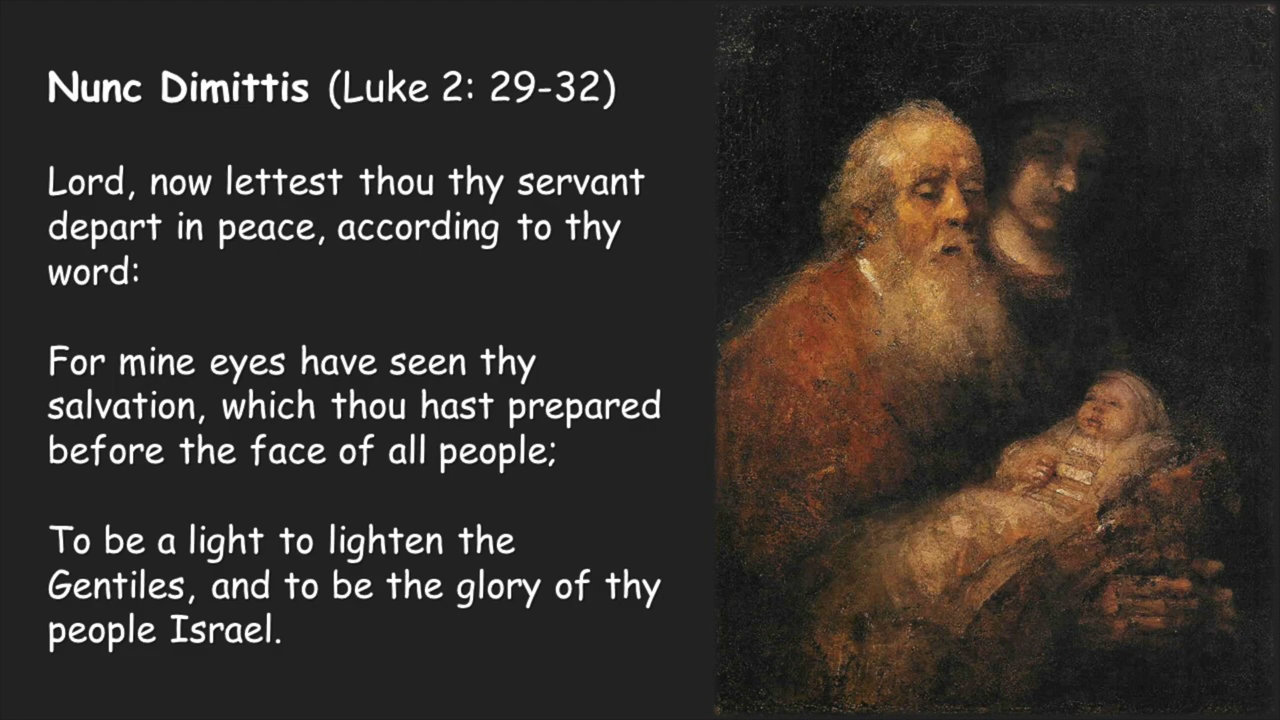 Nunc Dimittis (Luke 2: 29-32)
Lord, now lettest thou thy servant
depart in peace, according to thy
word:
For mine eyes have seen thy
salvation, which thou hast prepared
before the face of all people;
To be a light to lighten the
Gentiles, and to be the glory of thy
people Israel.